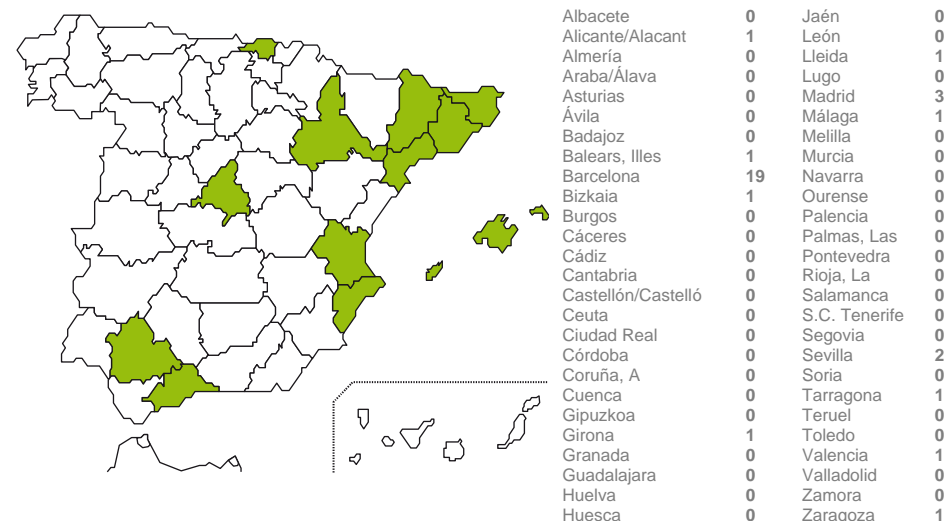 Albacete 0 Jaén 0
Alicante/Alacant 1 León 0
Almería 0 Lleida 1
Araba/Álava 0 Lugo 0
Asturias 0 Madrid 3
Ávila 0 Málaga 1
Badajoz 0 Melilla 0
Balears, Illes 1 Murcia 0
Barcelona 19 Navarra 0
Bizkaia 1 Ourense 0
Burgos 0 Palencia 0
Cáceres 0 Palmas, Las 0
Cádiz 0 Pontevedra 0
Cantabria 0 Rioja, La 0
Castellón/Castelló 0 Salamanca 0
Ceuta 0 S.C. Tenerife 0
Ciudad Real 0 Segovia 0
Córdoba 0 Sevilla 2
Coruña, A 0 Soria 0
Cuenca 0 Tarragona 1
Gipuzkoa 0 Teruel 0
Girona 1 Toledo 0
Granada 0 Valencia 1
Guadalajara 0 Valladolid 0
Huelva 0 Zamora 0
Huesca 0 Zaragoza 1